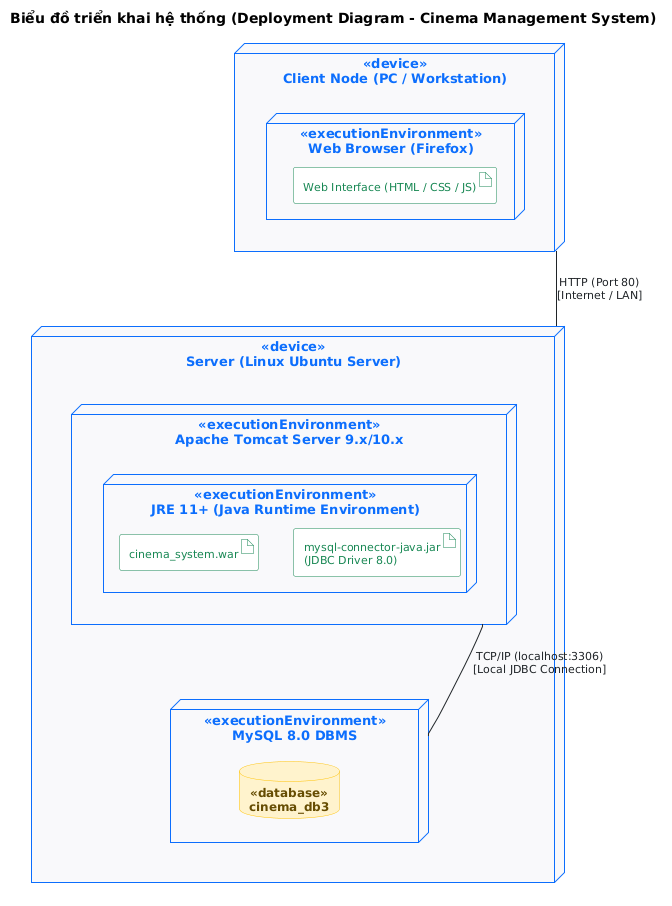 Biểu đồ triển khai hệ thống (Deployment Diagram - Cinema Management System)
«device»
Client Node (PC / Workstation)
«executionEnvironment»
Web Browser (Firefox)
Web Interface (HTML / CSS / JS)
HTTP (Port 80)
[Internet / LAN]
«device»
Server (Linux Ubuntu Server)
«executionEnvironment»
Apache Tomcat Server 9.x/10.x
«executionEnvironment»
JRE 11+ (Java Runtime Environment)
cinema_system.war
mysql-connector-java.jar
(JDBC Driver 8.0)
TCP/IP (localhost:3306)
[Local JDBC Connection]
«executionEnvironment»
MySQL 8.0 DBMS
«database»
cinema_db3